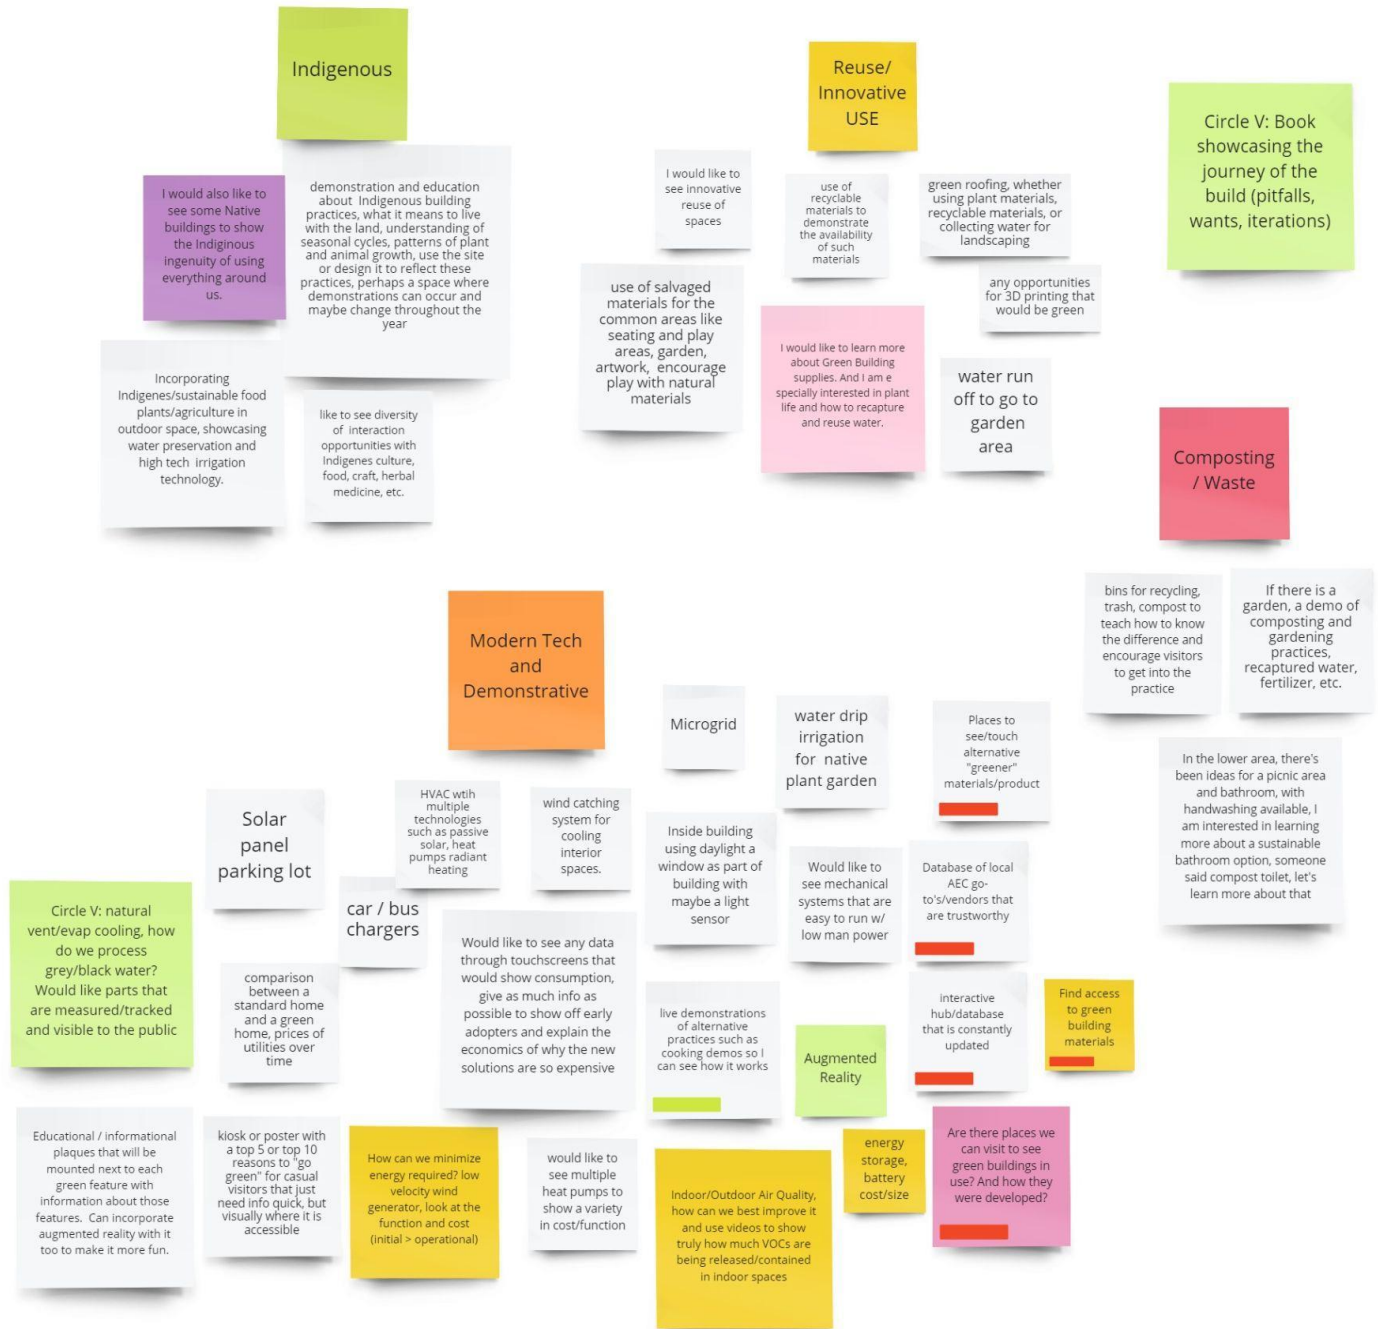 Indigenous
I would also like to
see some Native
buildings to show
the Indiginous
ingenuity of using
everything around
us.
demonstration and education
about Indigenous building
practices, what it means to live
with the land, understanding of
seasonal cycles, patterns of plant
and animal growth, use the site
or design it to reflect these
practices, perhaps a space where
demonstrations can occur and
maybe change throughout the
year
Incorporating
Indigenes/sustainable food
plants/agriculture in
outdoor space, showcasing
water preservation and
high tech irrigation
technology.
like to see diversity
of interaction
opportunities with
Indigenes culture,
food, craft, herbal
medicine, etc.
Reuse/
Innovative
USE
I would like to
see innovative
reuse of
spaces
use of
recyclable
materials to
demonstrate
the availability
of such
materials
green roofing, whether
using plant materials,
recyclable materials, or
collecting water for
landscaping
any opportunities
for 3D printing that
would be green
use of salvaged
materials for the
common areas like
seating and play
areas, garden,
artwork, encourage
play with natural
materials
I would like to learn more
about Green Building
supplies. And I am e
specially interested in plant
life and how to recapture
and reuse water.
water run
off to go to
garden
area
Circle V: Book
showcasing the
journey of the
build (pitfalls,
wants, iterations)
Composting
/ Waste
bins for recycling,
trash, compost to
teach how to know
the difference and
encourage visitors
to get into the
practice
If there is a
garden, a demo of
composting and
gardening
practices,
recaptured water,
fertilizer, etc.
In the lower area, there's
been ideas for a picnic area
and bathroom, with
handwashing available, I
am interested in learning
more about a sustainable
bathroom option, someone
said compost toilet, let's
learn more about that
Modern Tech
and
Demonstrative
Microgrid
water drip
irrigation
for native
plant garden
Places to
see/touch
alternative
"greener"
materials/product
Solar
panel
parking lot
HVAC wtih
multiple
technologies
such as passive
solar, heat
pumps radiant
heating
wind catching
system for
cooling
interior
spaces.
Inside building
using daylight a
window as part of
building with
maybe a light
sensor
Would like to
see mechanical
systems that are
easy to run w/
low man power
Database of local
AEC go-
to's/vendors that
are trustworthy
car / bus
chargers
Circle V: natural
vent/evap cooling, how
do we process
grey/black water?
Would like parts that
are measured/tracked
and visible to the public
comparison
between a
standard home
and a green
home, prices of
utilities over
time
Would like to see any data
through touchscreens that
would show consumption,
give as much info as
possible to show off early
adopters and explain the
economics of why the new
solutions are so expensive
live demonstrations
of alternative
practices such as
cooking demos so I
can see how it works
Augmented
Reality
interactive
hub/database
that is constantly
updated
Find access
to green
building
materials
Educational / informational
plaques that will be
mounted next to each
green feature with
information about those
features. Can incorporate
augmented reality with it
too to make it more fun.
kiosk or poster with
a top 5 or top 10
reasons to "go
green" for casual
visitors that just
need info quick, but
visually where it is
accessible
How can we minimize
energy required? low
velocity wind
generator, look at the
function and cost
(initial > operational)
would like to
see multiple
heat pumps to
show a variety
in cost/function
Indoor/Outdoor Air Quality,
how can we best improve it
and use videos to show
truly how much VOCs are
being released/contained
in indoor spaces
energy
storage,
battery
cost/size
Are there places we
can visit to see
green buildings in
use? And how they
were developed?